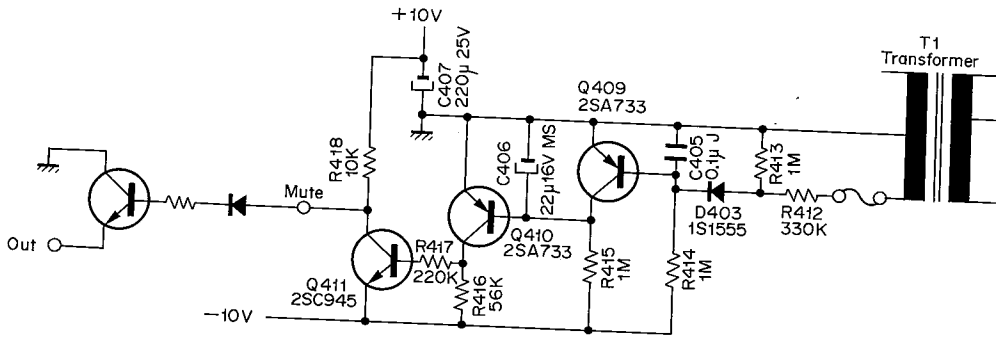 +10V
C407
220μ 25V
R418
10K
Mute
Out
Q411
2SC945
−10V
R417
220K
R416
56K
Q410
2SA733
C406
22μ16V MS
Q409
2SA733
R415
1M
C405
0.1μ J
R414
1M
D403
1S1555
R413
1M
R412
330K
T1
Transformer